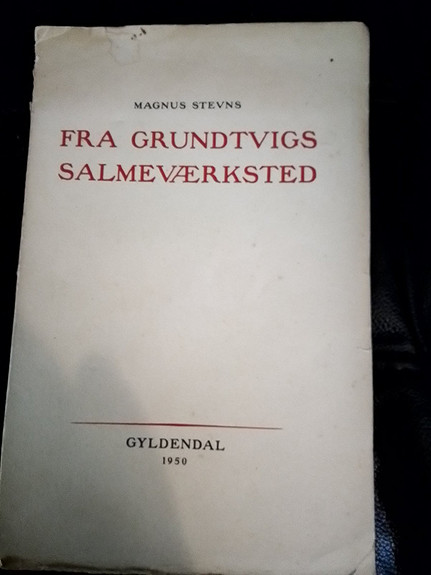 MAGNUS STEVNS
FRA GRUNDTVIGS
SALMEVÆRKSTED
GYLDENDAL
1950